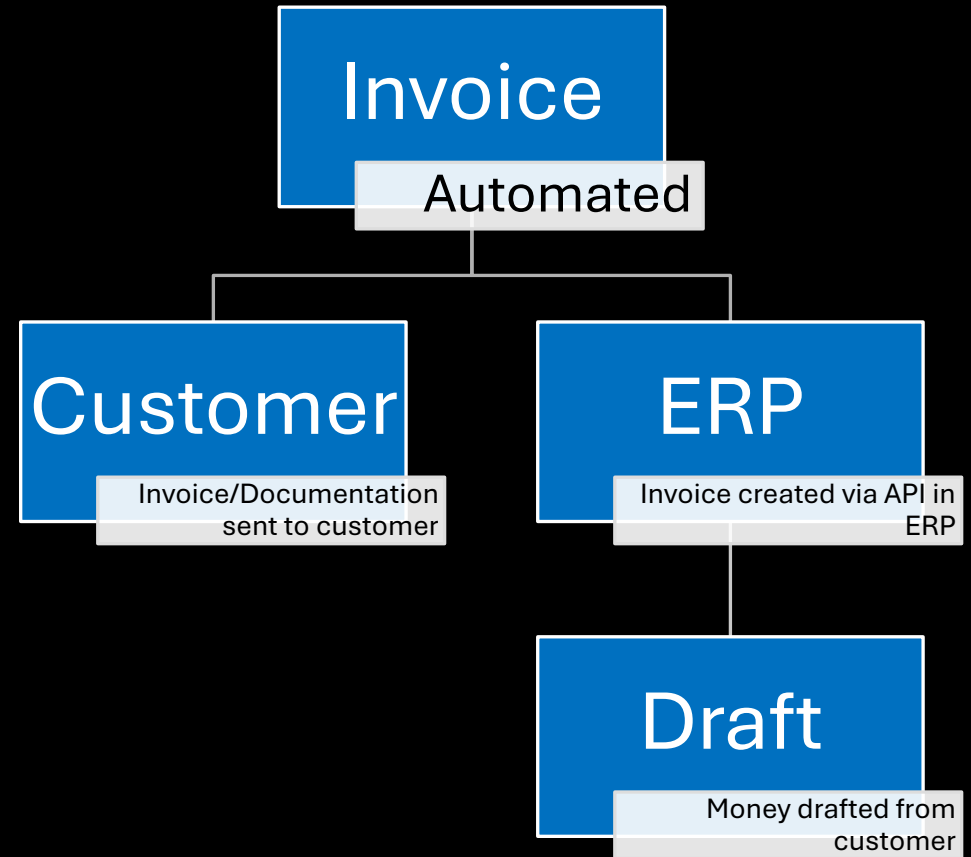 Invoice
Automated
Customer
Invoice/Documentation
sent to customer
ERP
Invoice created via API in
ERP
Draft
Money drafted from
customer